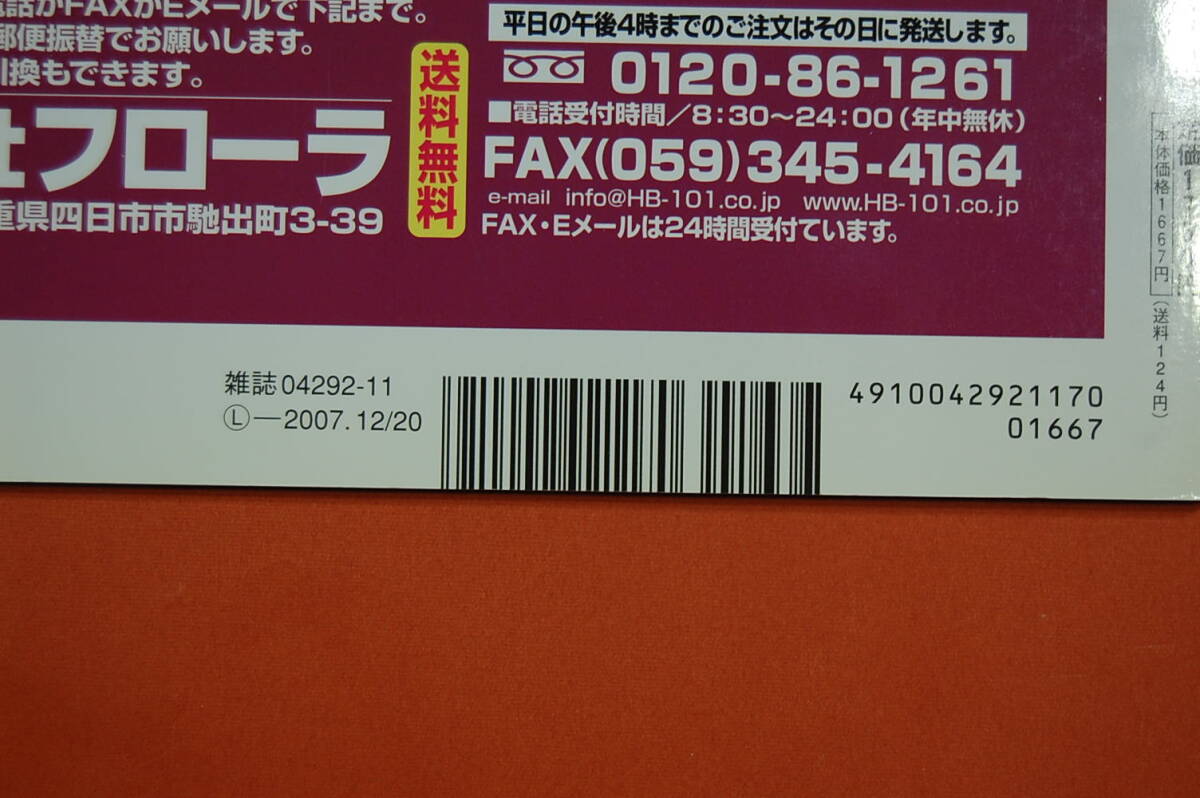 電話かFAXかEメールで下記まで。
郵便振替でお願いします。
引換もできます。
社フローラ
重県四日市市馳出町3-39
送料無料
平日の午後4時までのご注文はその日に発送します。
0120-86-1261
■電話受付時間／8:30〜24:00(年中無休)
FAX(059)345-4164
e-mail info@HB-101.co.jp www.HB-101.co.jp
FAX・Eメールは24時間受付ています。
本体価格1667円
(送料124円)
雑誌 04292-11
Ⓛ—2007.12/20
4910042921170
01667